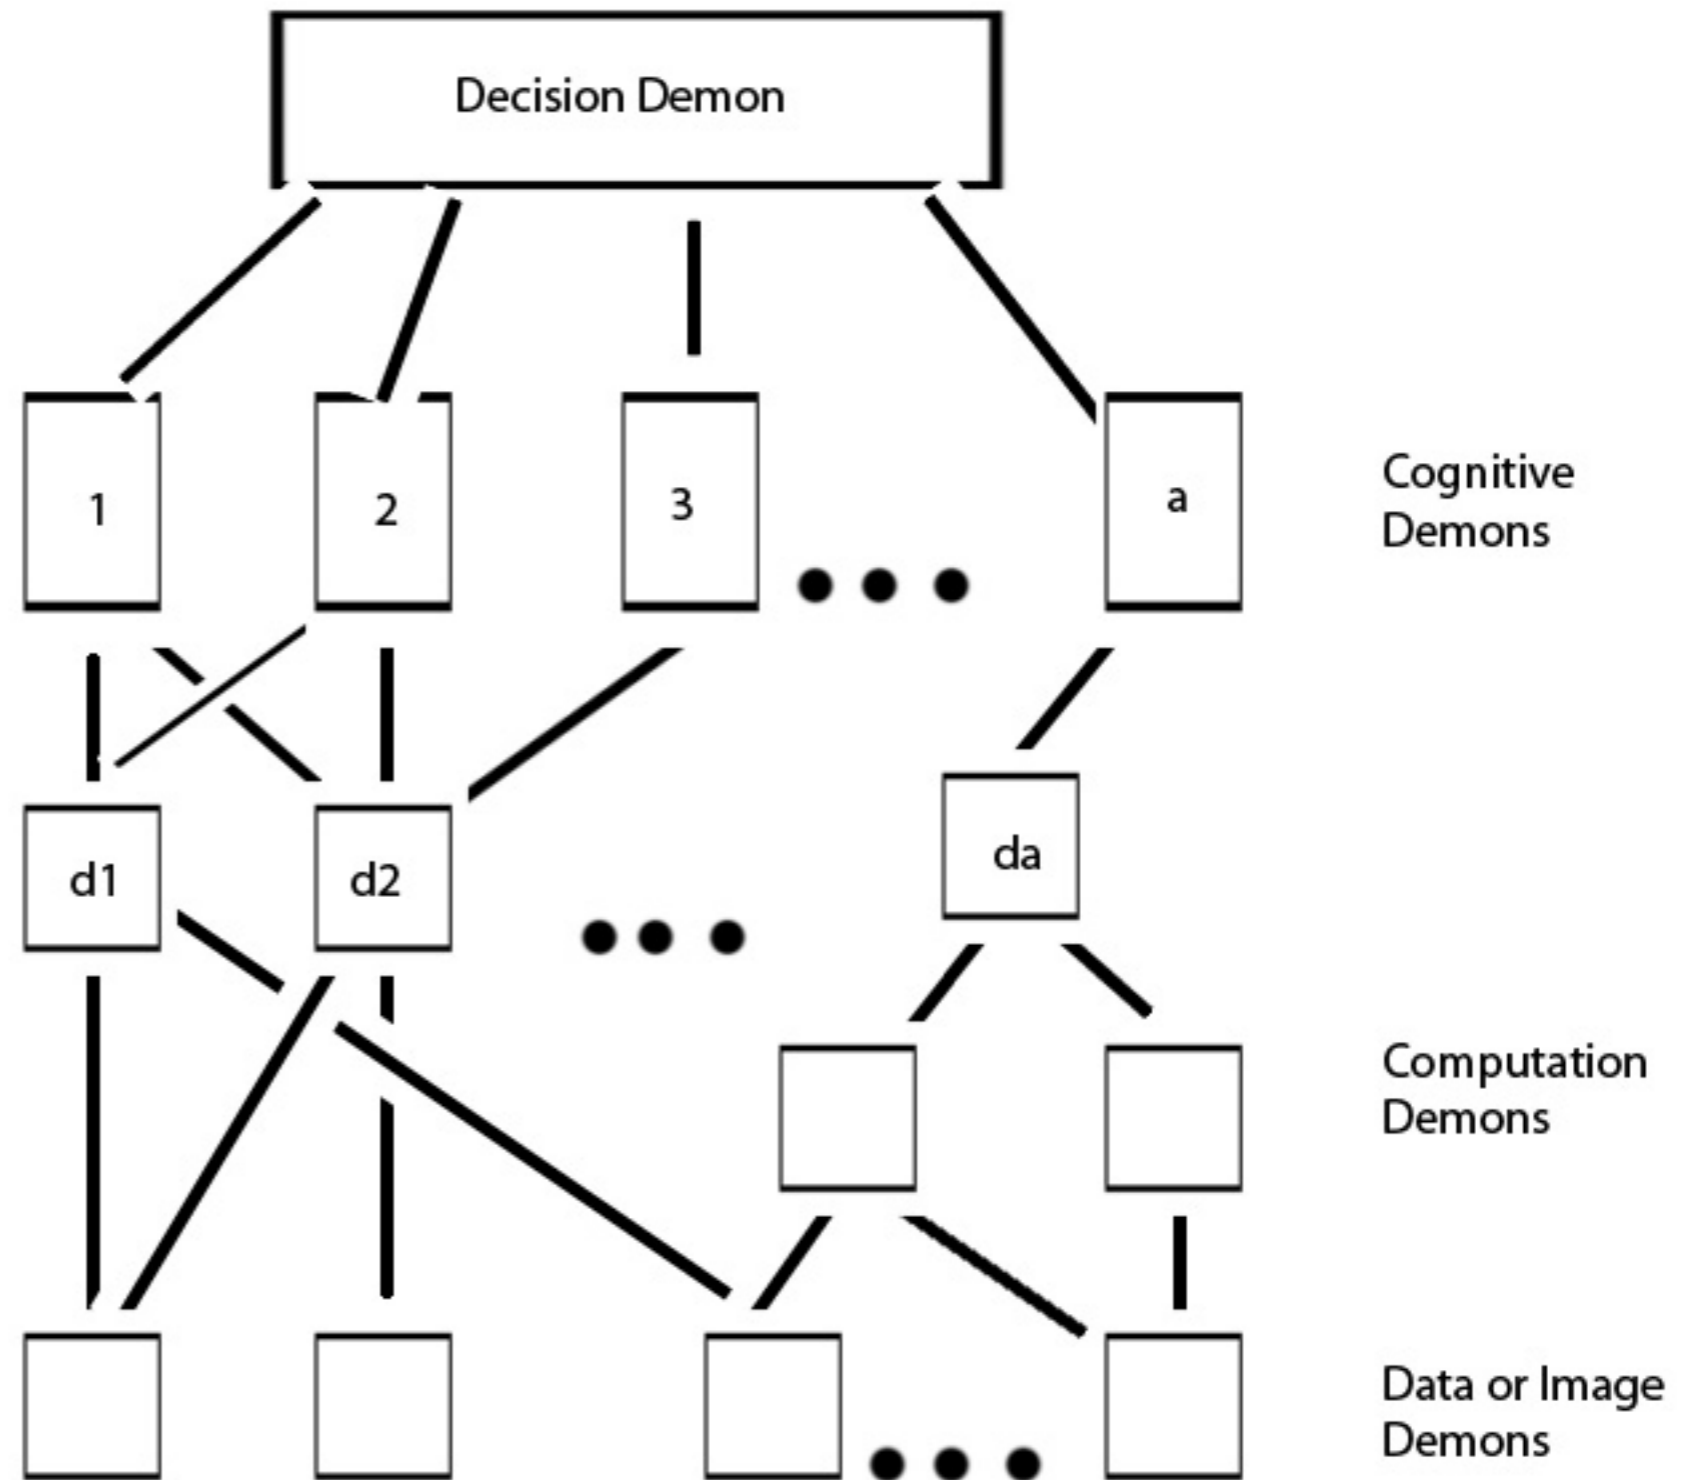 Decision Demon
1
2
3
a
Cognitive
Demons
d1
d2
da
Computation
Demons
Data or Image
Demons